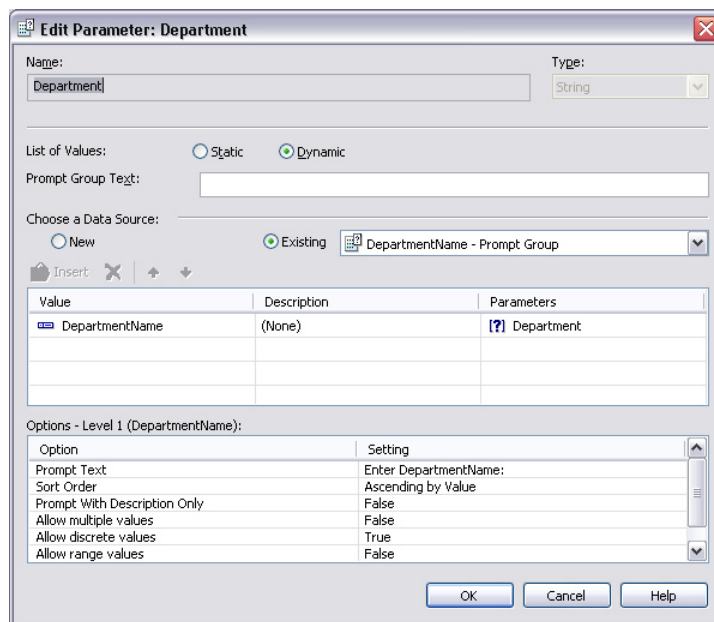 Edit Parameter: Department
Name: Type:
Department String
List of Values: Static Dynamic
Prompt Group Text:
Choose a Data Source:
New Existing DepartmentName - Prompt Group
Insert
Value Description Parameters
DepartmentName (None) [?] Department
Options - Level 1 (DepartmentName):
Option Setting
Prompt Text Enter DepartmentName:
Sort Order Ascending by Value
Prompt With Description Only False
Allow multiple values False
Allow discrete values True
Allow range values False
OK Cancel Help